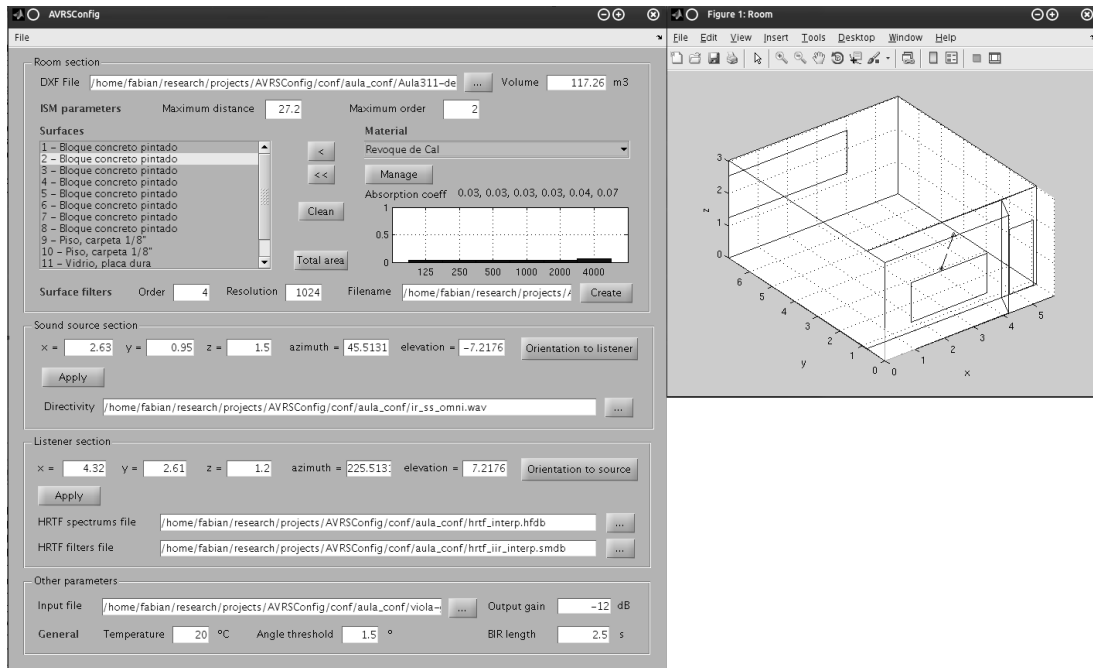 AVRSConfig
File
Room section
DXF File /home/fabian/research/projects/AVRSConfig/conf/aula_conf/Aula311-de ... Volume 117.26 m3
ISM parameters Maximum distance 27.2 Maximum order 2
Surfaces
1 - Bloque concreto pintado
2 - Bloque concreto pintado
3 - Bloque concreto pintado
4 - Bloque concreto pintado
5 - Bloque concreto pintado
6 - Bloque concreto pintado
7 - Bloque concreto pintado
8 - Bloque concreto pintado
9 - Piso, carpeta 1/8"
10 - Piso, carpeta 1/8"
11 - Vidrio, placa dura
<
<<
Clean
Total area
Material
Revoque de Cal
Manage
Absorption coeff 0.03, 0.03, 0.03, 0.03, 0.04, 0.07
1
0.5
0
125 250 500 1000 2000 4000
Surface filters Order 4 Resolution 1024 Filename /home/fabian/research/projects/ Create
Sound source section
x = 2.63 y = 0.95 z = 1.5 azimuth = 45.5131 elevation = -7.2176 Orientation to listener
Apply
Directivity /home/fabian/research/projects/AVRSConfig/conf/aula_conf/ir_ss_omni.wav ...
Listener section
x = 4.32 y = 2.61 z = 1.2 azimuth = 225.513 elevation = 7.2176 Orientation to source
Apply
HRTF spectrums file /home/fabian/research/projects/AVRSConfig/conf/aula_conf/hrtf_interp.hfdb ...
HRTF filters file /home/fabian/research/projects/AVRSConfig/conf/aula_conf/hrtf_iir_interp.smdb ...
Other parameters
Input file /home/fabian/research/projects/AVRSConfig/conf/aula_conf/viola- ... Output gain -12 dB
General Temperature 20 °C Angle threshold 1.5 ° BIR length 2.5 s
Figure 1: Room
File Edit View Insert Tools Desktop Window Help
3
2
1
0
z
6
5
4
3
2
1
0
y
0
1
2
3
4
5
x